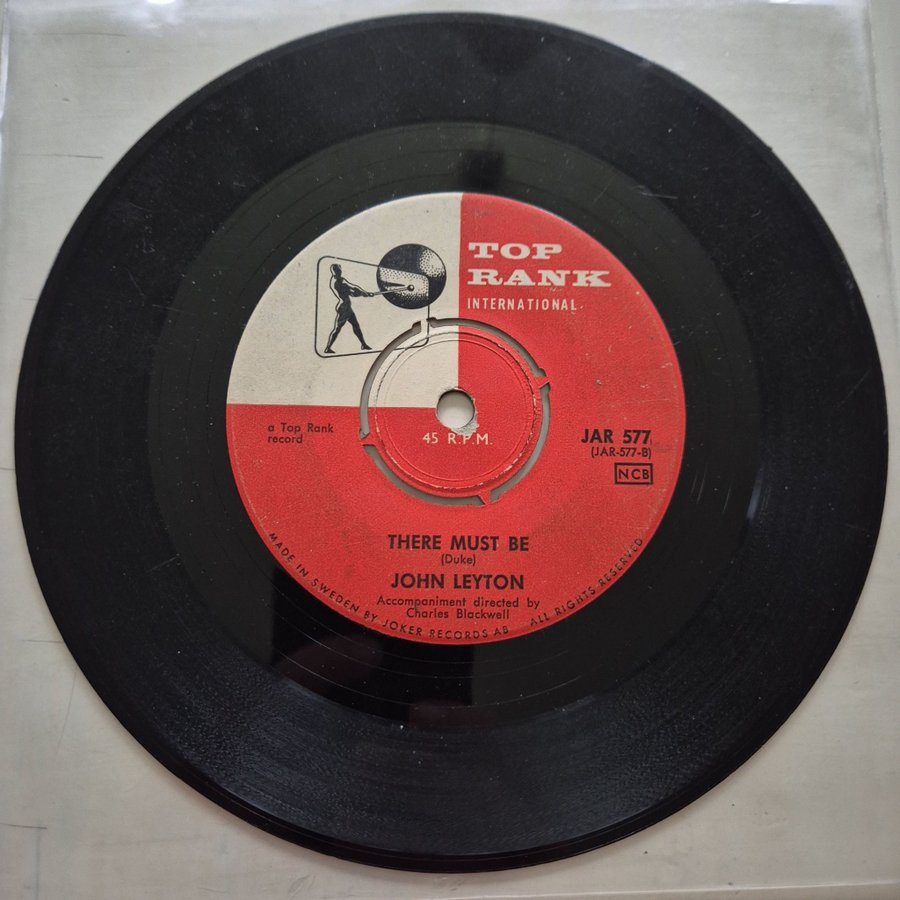 TOP
RANK
INTERNATIONAL
a Top Rank
record
45 R.P.M.
JAR 577
(JAR-577-B)
NCB
THERE MUST BE
(Duke)
JOHN LEYTON
Accompaniment directed by
Charles Blackwell
MADE IN SWEDEN BY JOKER RECORDS AB ALL RIGHTS RESERVED